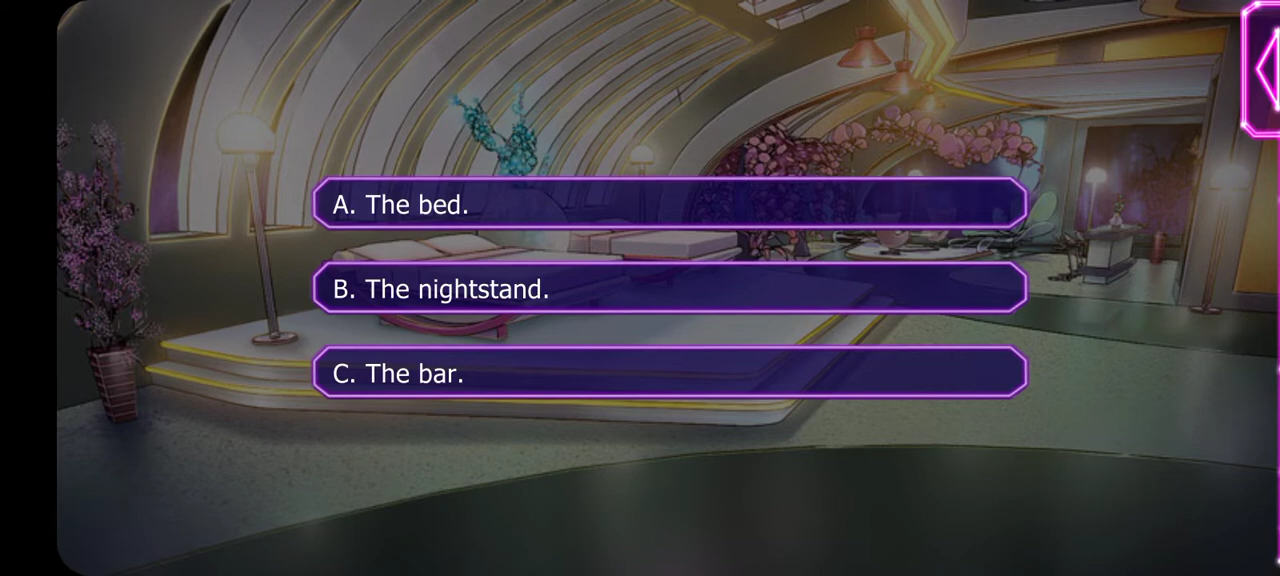 A. The bed.
B. The nightstand.
C. The bar.